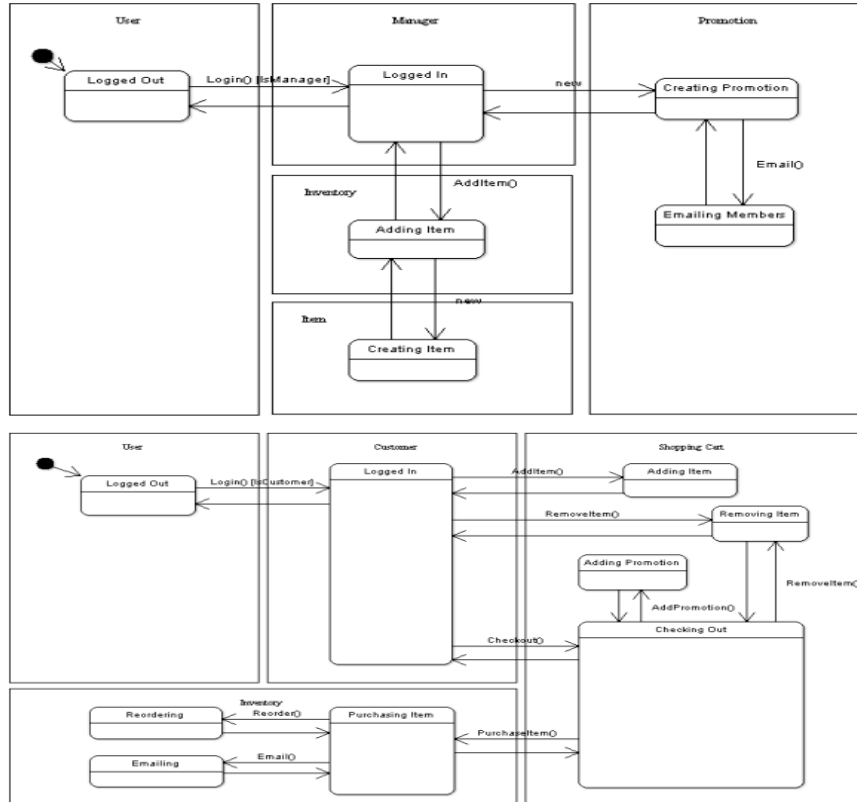 User
Manager
Promotion
Logged Out
Login() [IsManager]
Logged In
new
Creating Promotion
Email()
AddItem()
Inventory
Adding Item
Emailing Members
new
Item
Creating Item
User
Customer
Shopping Cart
Logged Out
Login() [IsCustomer]
Logged In
AddItem()
Adding Item
RemoveItem()
Removing Item
Adding Promotion
RemoveItem()
AddPromotion()
Checkout()
Checking Out
Inventory
Reordering
Reorder()
Purchasing Item
PurchaseItem()
Emailing
Email()